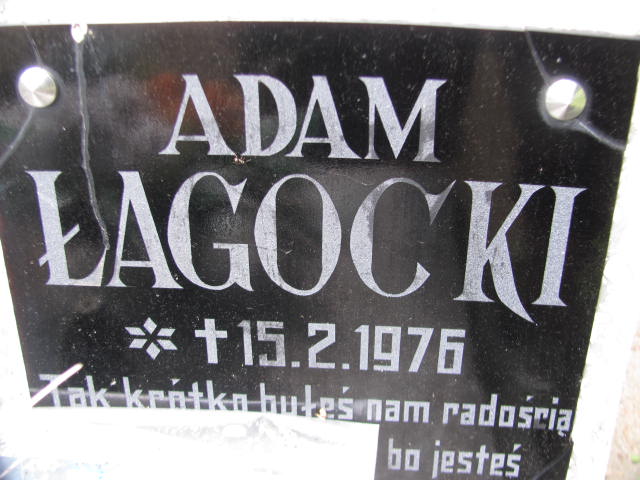 ADAM
ŁAGOCKI
* † 15.2.1976
Tak krótko byłeś nam radością
bo jesteś